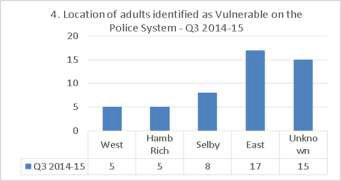 4. Location of adults identified as Vulnerable on the
Police System - Q3 2014-15
20
15
10
5
0
West Hamb Rich Selby East Unkno wn
Q3 2014-15 5 5 8 17 15